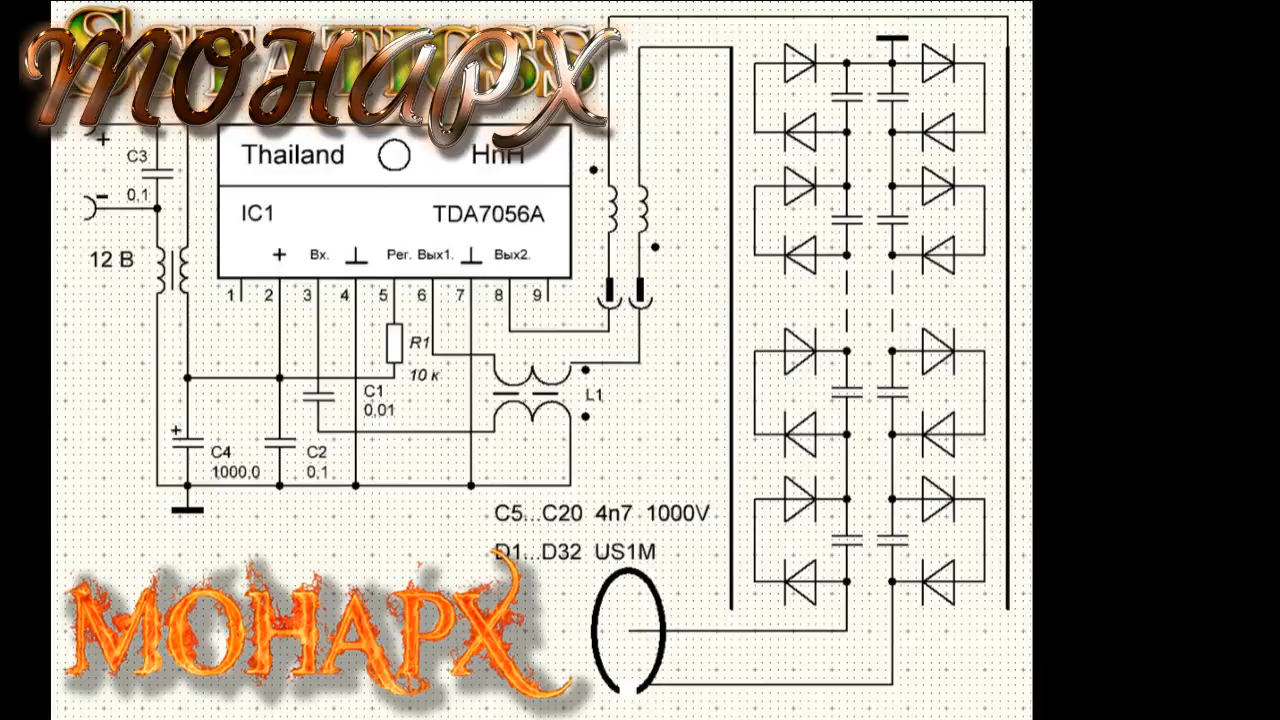 МОНАРХ
+
C3
0,1
−
12 В
Thailand HnH
IC1 TDA7056A
+ Вх. ⊥ Рег. Вых1. ⊥ Вых2.
1 2 3 4 5 6 7 8 9
R1
10 к
C1
0,01
L1
+
C4
1000,0
C2
0,1
C5...C20 4n7 1000V
D1...D32 US1M
МОНАРХ